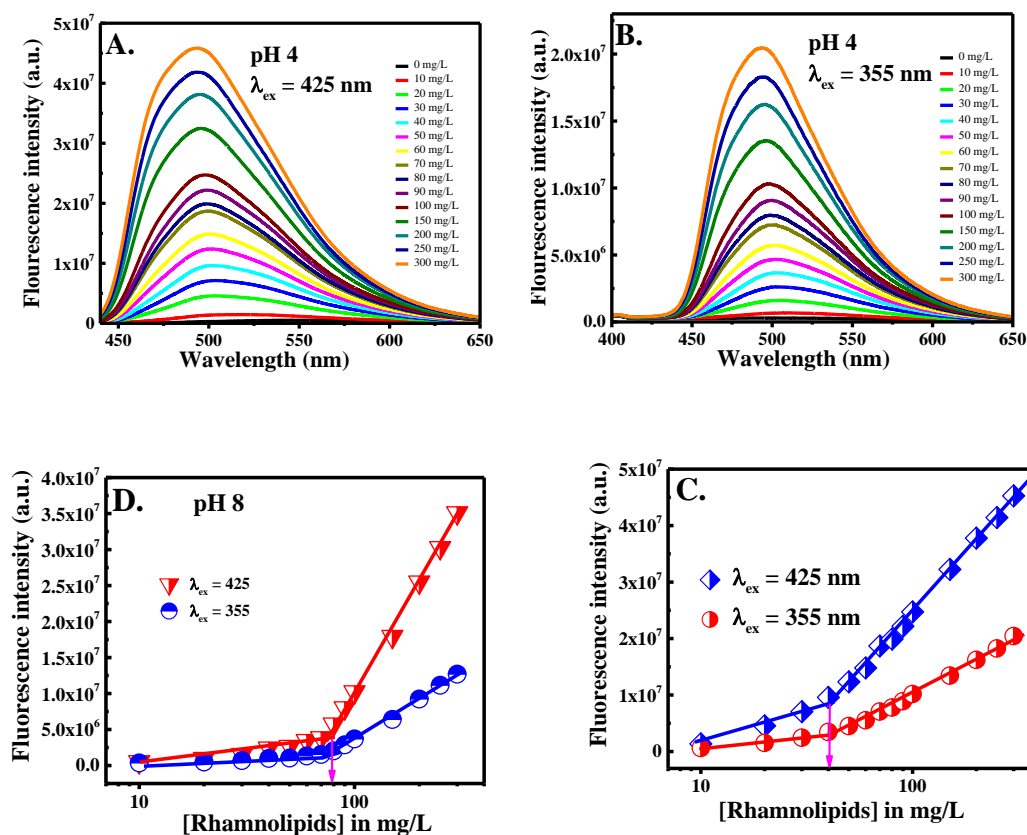 A.
pH 4
λex = 425 nm
Flourescence intensity (a.u.)
5x10^7
4x10^7
3x10^7
2x10^7
1x10^7
0
450
500
550
600
650
Wavelength (nm)
0 mg/L
10 mg/L
20 mg/L
30 mg/L
40 mg/L
50 mg/L
60 mg/L
70 mg/L
80 mg/L
90 mg/L
100 mg/L
150 mg/L
200 mg/L
250 mg/L
300 mg/L
B.
pH 4
λex = 355 nm
Flourescence intensity (a.u.)
2.0x10^7
1.5x10^7
1.0x10^7
5.0x10^6
0.0
400
450
500
550
600
650
Wavelength (nm)
0 mg/L
10 mg/L
20 mg/L
30 mg/L
40 mg/L
50 mg/L
60 mg/L
70 mg/L
80 mg/L
90 mg/L
100 mg/L
150 mg/L
200 mg/L
250 mg/L
300 mg/L
D.
pH 8
λex = 425
λex = 355
Fluorescence intensity (a.u.)
4.0x10^7
3.5x10^7
3.0x10^7
2.5x10^7
2.0x10^7
1.5x10^7
1.0x10^7
5.0x10^6
0.0
10
100
[Rhamnolipids] in mg/L
C.
λex = 425 nm
λex = 355 nm
Fluorescence intensity (a.u.)
5x10^7
4x10^7
3x10^7
2x10^7
1x10^7
0
10
100
[Rhamnolipids] in mg/L